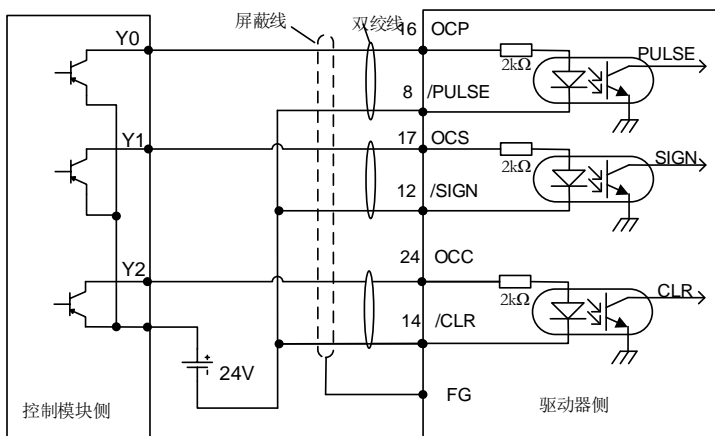 屏蔽线
双绞线
Y0
16
OCP
2kΩ
PULSE
8
/PULSE
Y1
17
OCS
2kΩ
SIGN
12
/SIGN
Y2
24
OCC
2kΩ
CLR
14
/CLR
+
24V
FG
控制模块侧
驱动器侧